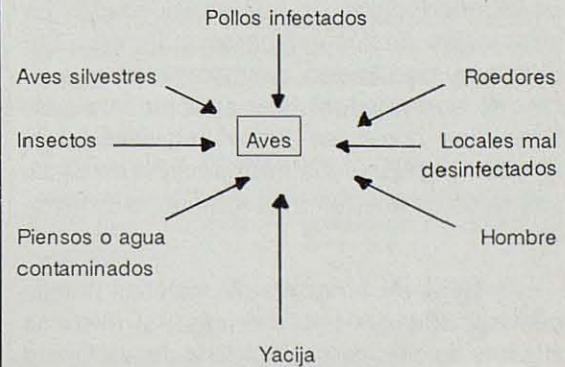 Pollos infectados
Aves silvestres
Roedores
Insectos
Aves
Locales mal
desinfectados
Piensos o agua
contaminados
Hombre
Yacija